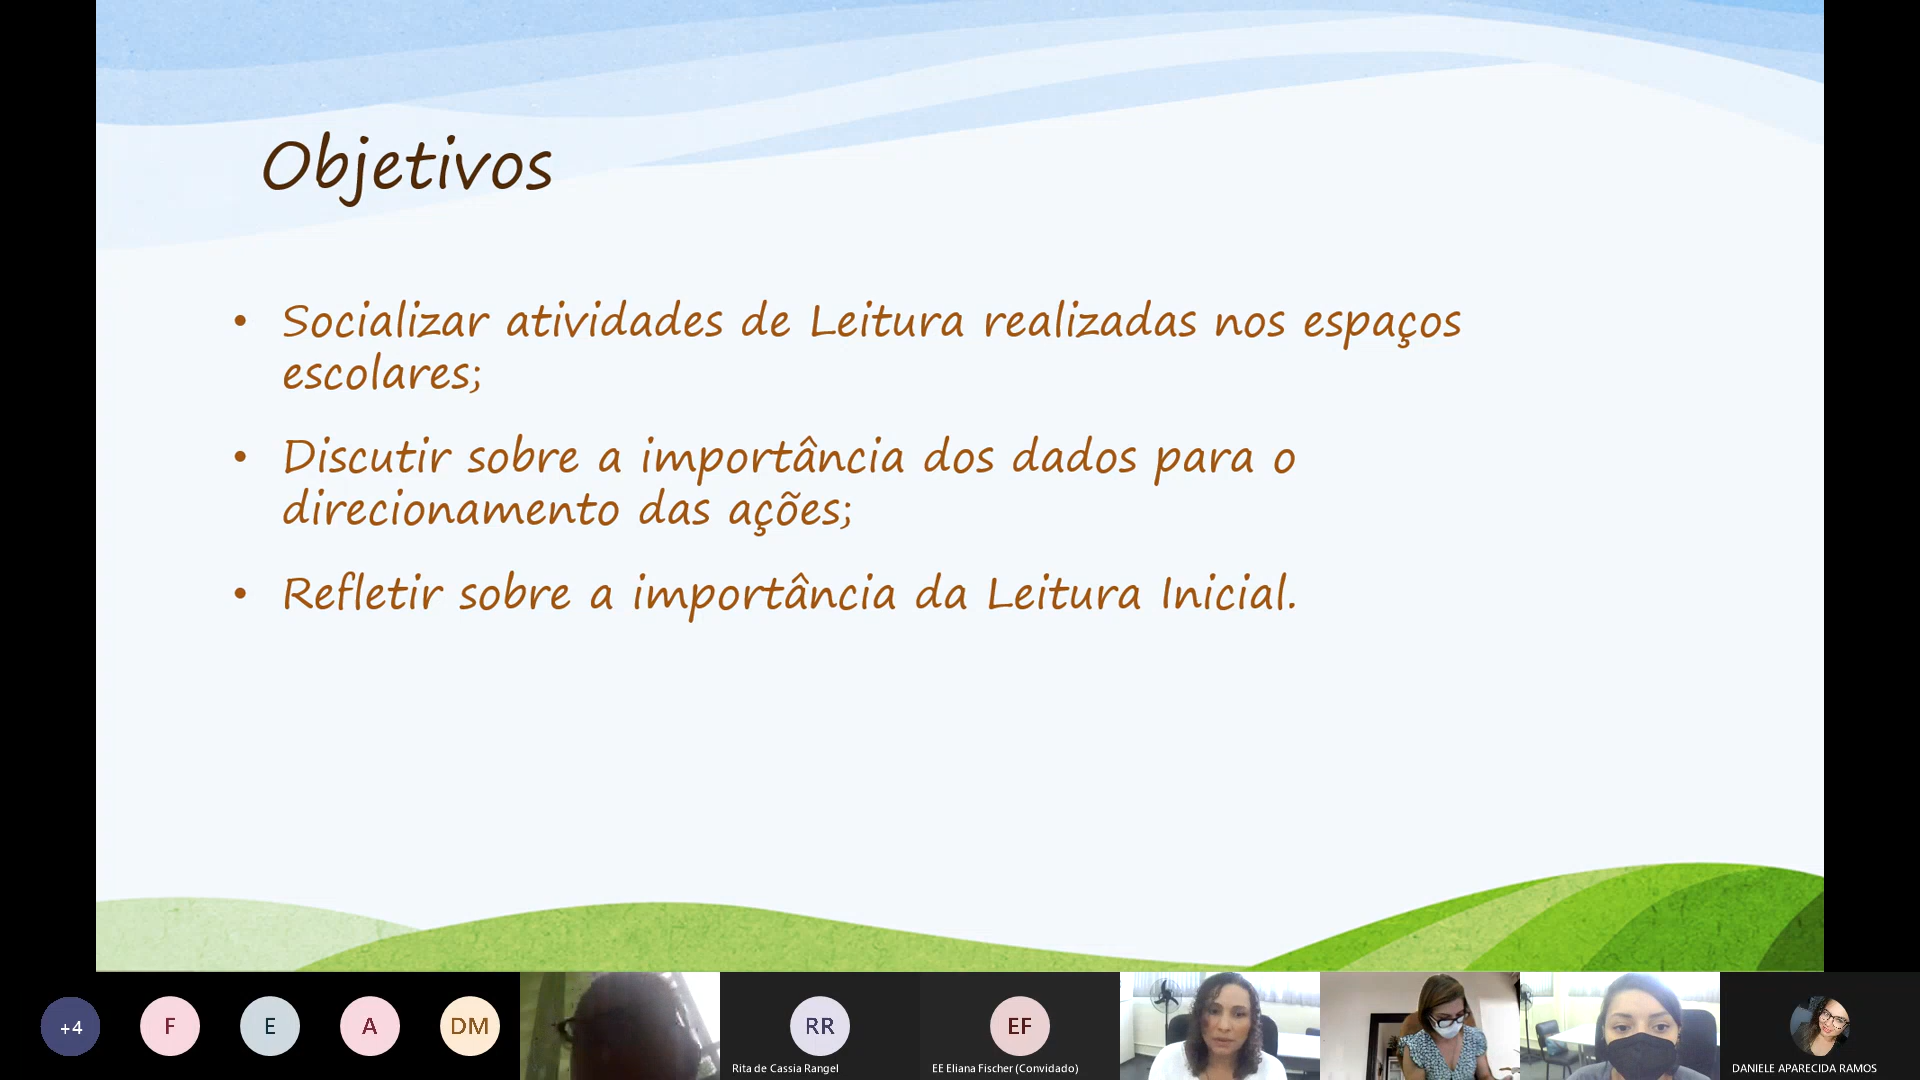 Objetivos
• Socializar atividades de Leitura realizadas nos espaços
escolares;
• Discutir sobre a importância dos dados para o
direcionamento das ações;
• Refletir sobre a importância da Leitura Inicial.
+4
F
E
A
DM
RR
Rita de Cassia Rangel
EF
EE Eliana Fischer (Convidado)
DANIELE APARECIDA RAMOS